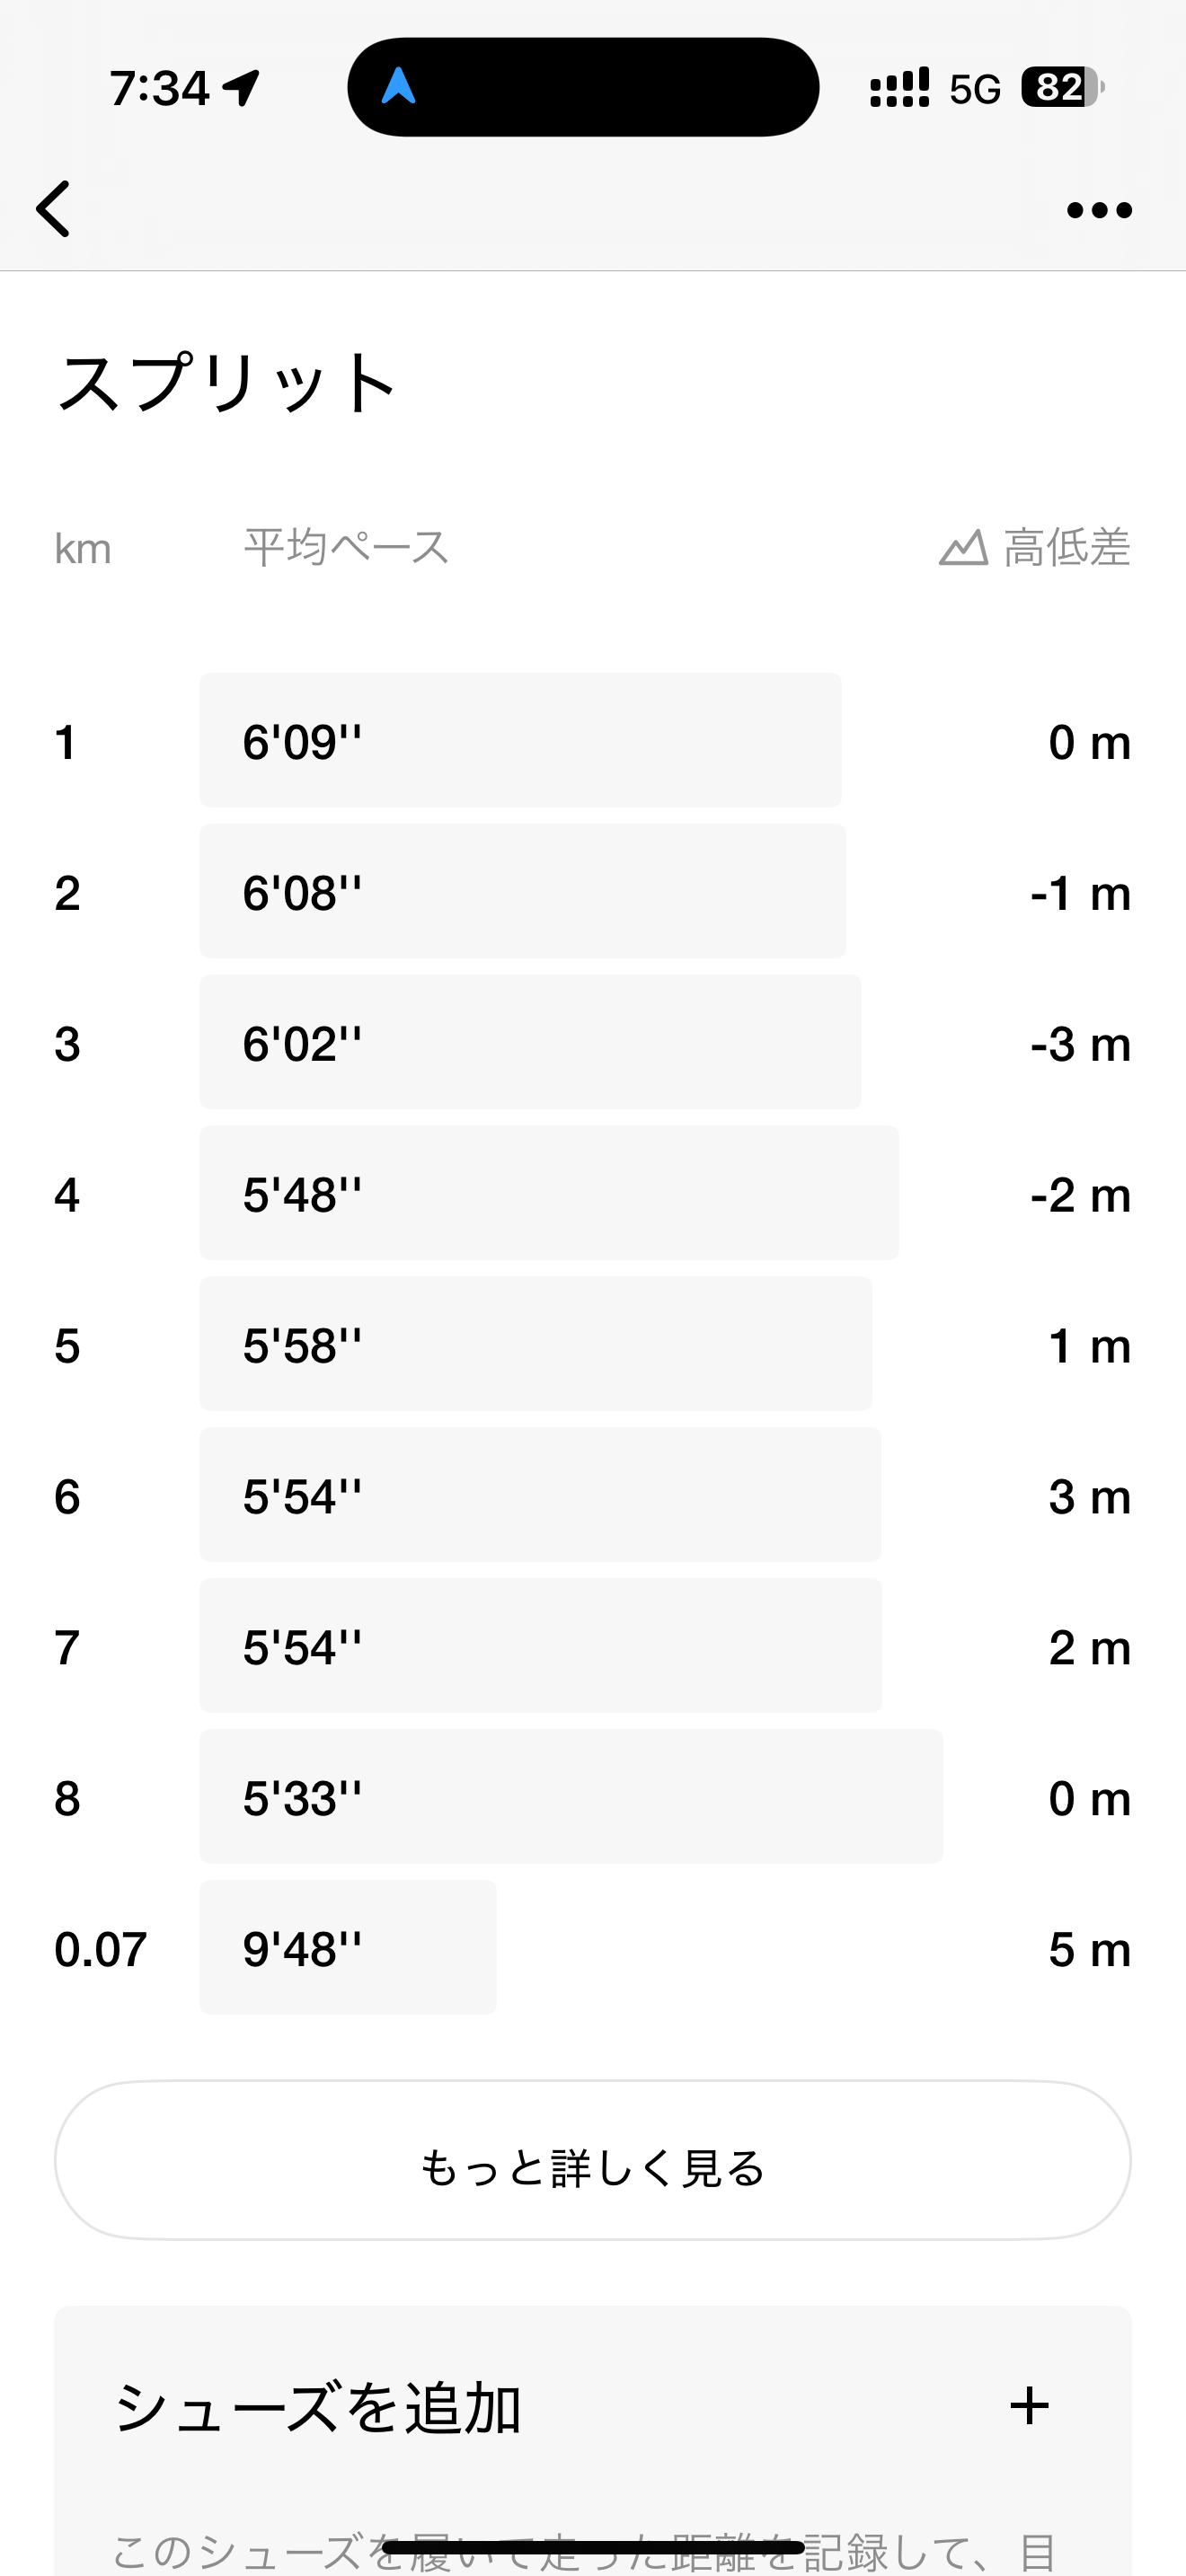 7:34 5G 82
スプリット
km 平均ペース 高低差
1 6'09'' 0 m
2 6'08'' -1 m
3 6'02'' -3 m
4 5'48'' -2 m
5 5'58'' 1 m
6 5'54'' 3 m
7 5'54'' 2 m
8 5'33'' 0 m
0.07 9'48'' 5 m
もっと詳しく見る
シューズを追加 +
このシューズを履いて走った距離を記録して、目